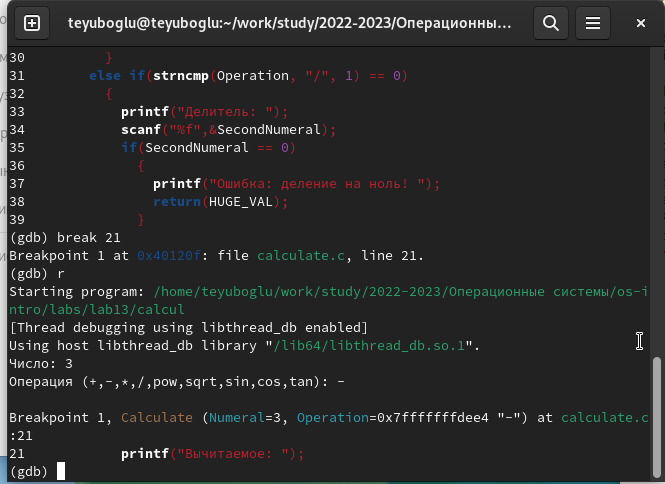 teyuboglu@teyuboglu:~/work/study/2022-2023/Операционны...
30          }
31        else if(strncmp(Operation, "/", 1) == 0)
32          {
33            printf("Делитель: ");
34            scanf("%f",&SecondNumeral);
35            if(SecondNumeral == 0)
36              {
37                printf("Ошибка: деление на ноль! ");
38                return(HUGE_VAL);
39              }
(gdb) break 21
Breakpoint 1 at 0x40120f: file calculate.c, line 21.
(gdb) r
Starting program: /home/teyuboglu/work/study/2022-2023/Операционные системы/os-i
ntro/labs/lab13/calcul
[Thread debugging using libthread_db enabled]
Using host libthread_db library "/lib64/libthread_db.so.1".
Число: 3
Операция (+,-,*,/,pow,sqrt,sin,cos,tan): -
Breakpoint 1, Calculate (Numeral=3, Operation=0x7fffffffdee4 "-") at calculate.c
:21
21            printf("Вычитаемое: ");
(gdb)